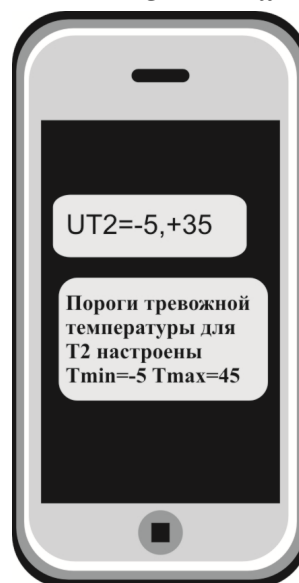 UT2=-5,+35
Пороги тревожной
температуры для
T2 настроены
Tmin=-5 Tmax=45